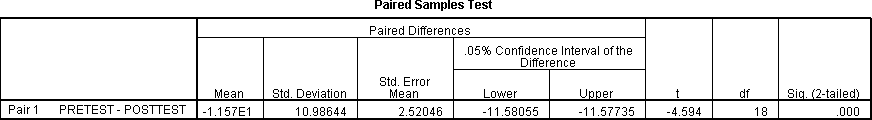 Paired Samples Test
Paired Differences
.05% Confidence Interval of the Difference
Mean Std. Deviation Std. Error Mean Lower Upper t df Sig. (2-tailed)
Pair 1 PRETEST - POSTTEST -1.157E1 10.98644 2.52046 -11.58055 -11.57735 -4.594 18 .000